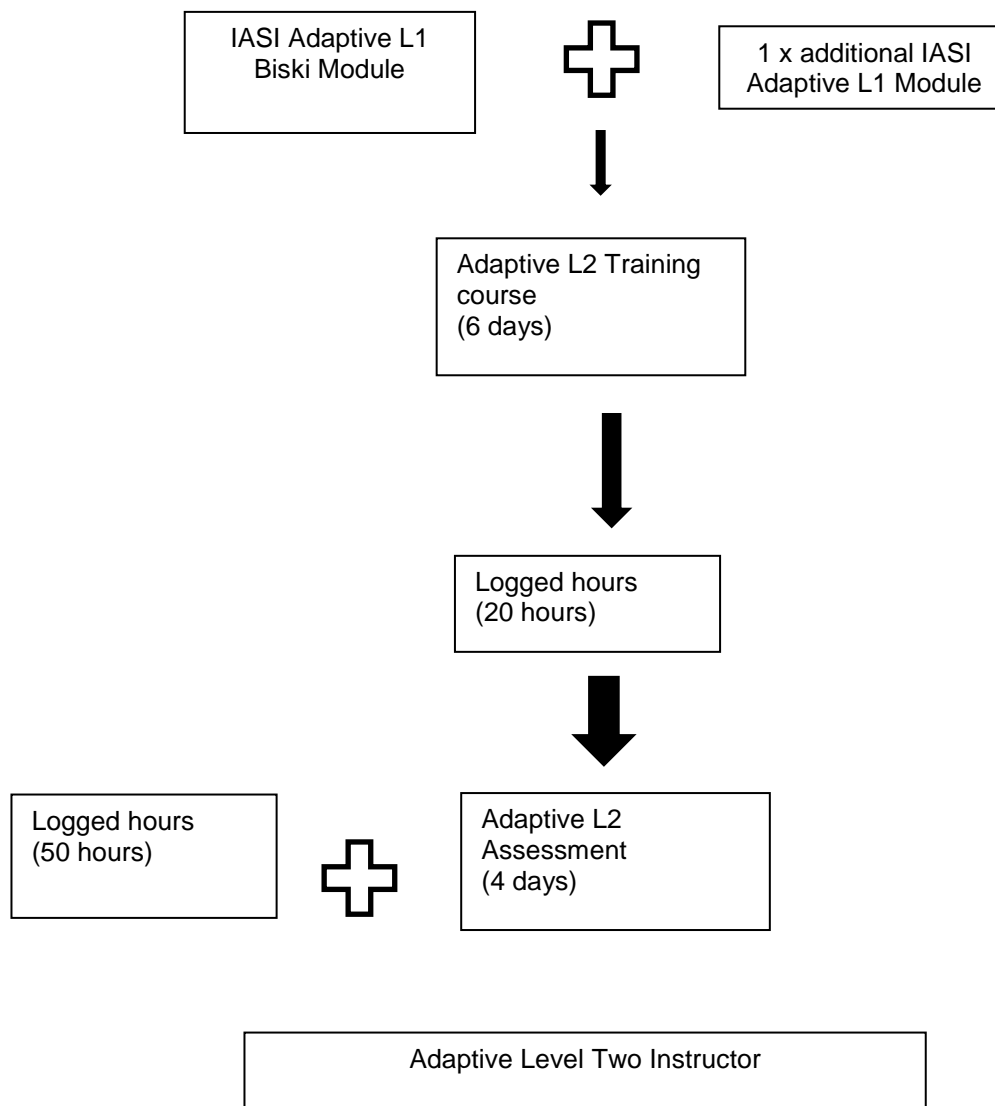 IASI Adaptive L1
Biski Module
1 x additional IASI
Adaptive L1 Module
Adaptive L2 Training
course
(6 days)
Logged hours
(20 hours)
Logged hours
(50 hours)
Adaptive L2
Assessment
(4 days)
Adaptive Level Two Instructor